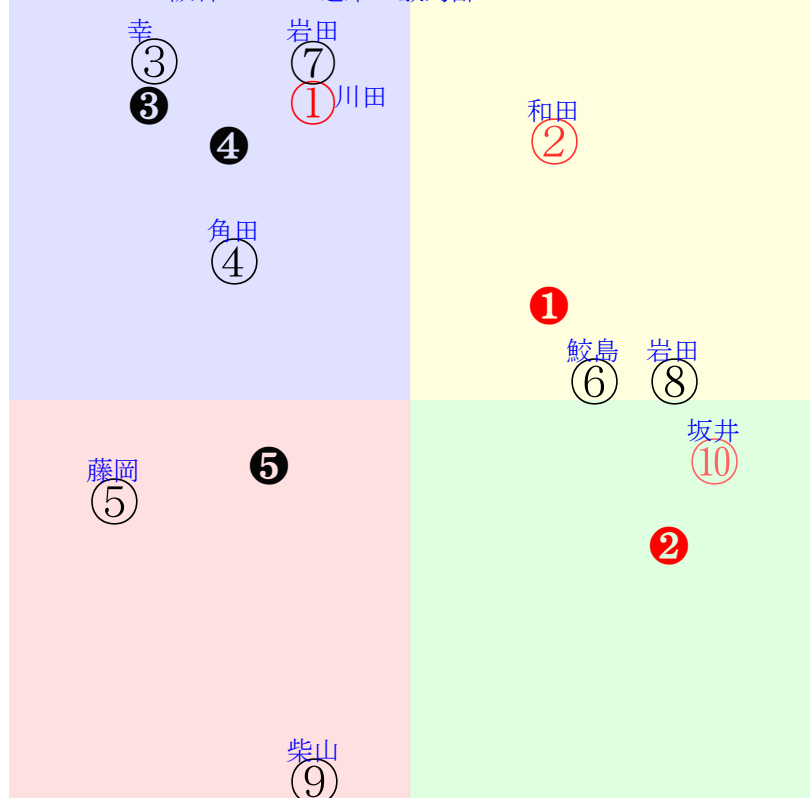 幸 岩田
③ ⑦
❸ ① 川田
和田
❹ ②
角田
④
❶
鮫島 岩田
⑥ ⑧
坂井
藤岡 ❺ ⑩
⑤
❷
柴山
⑨